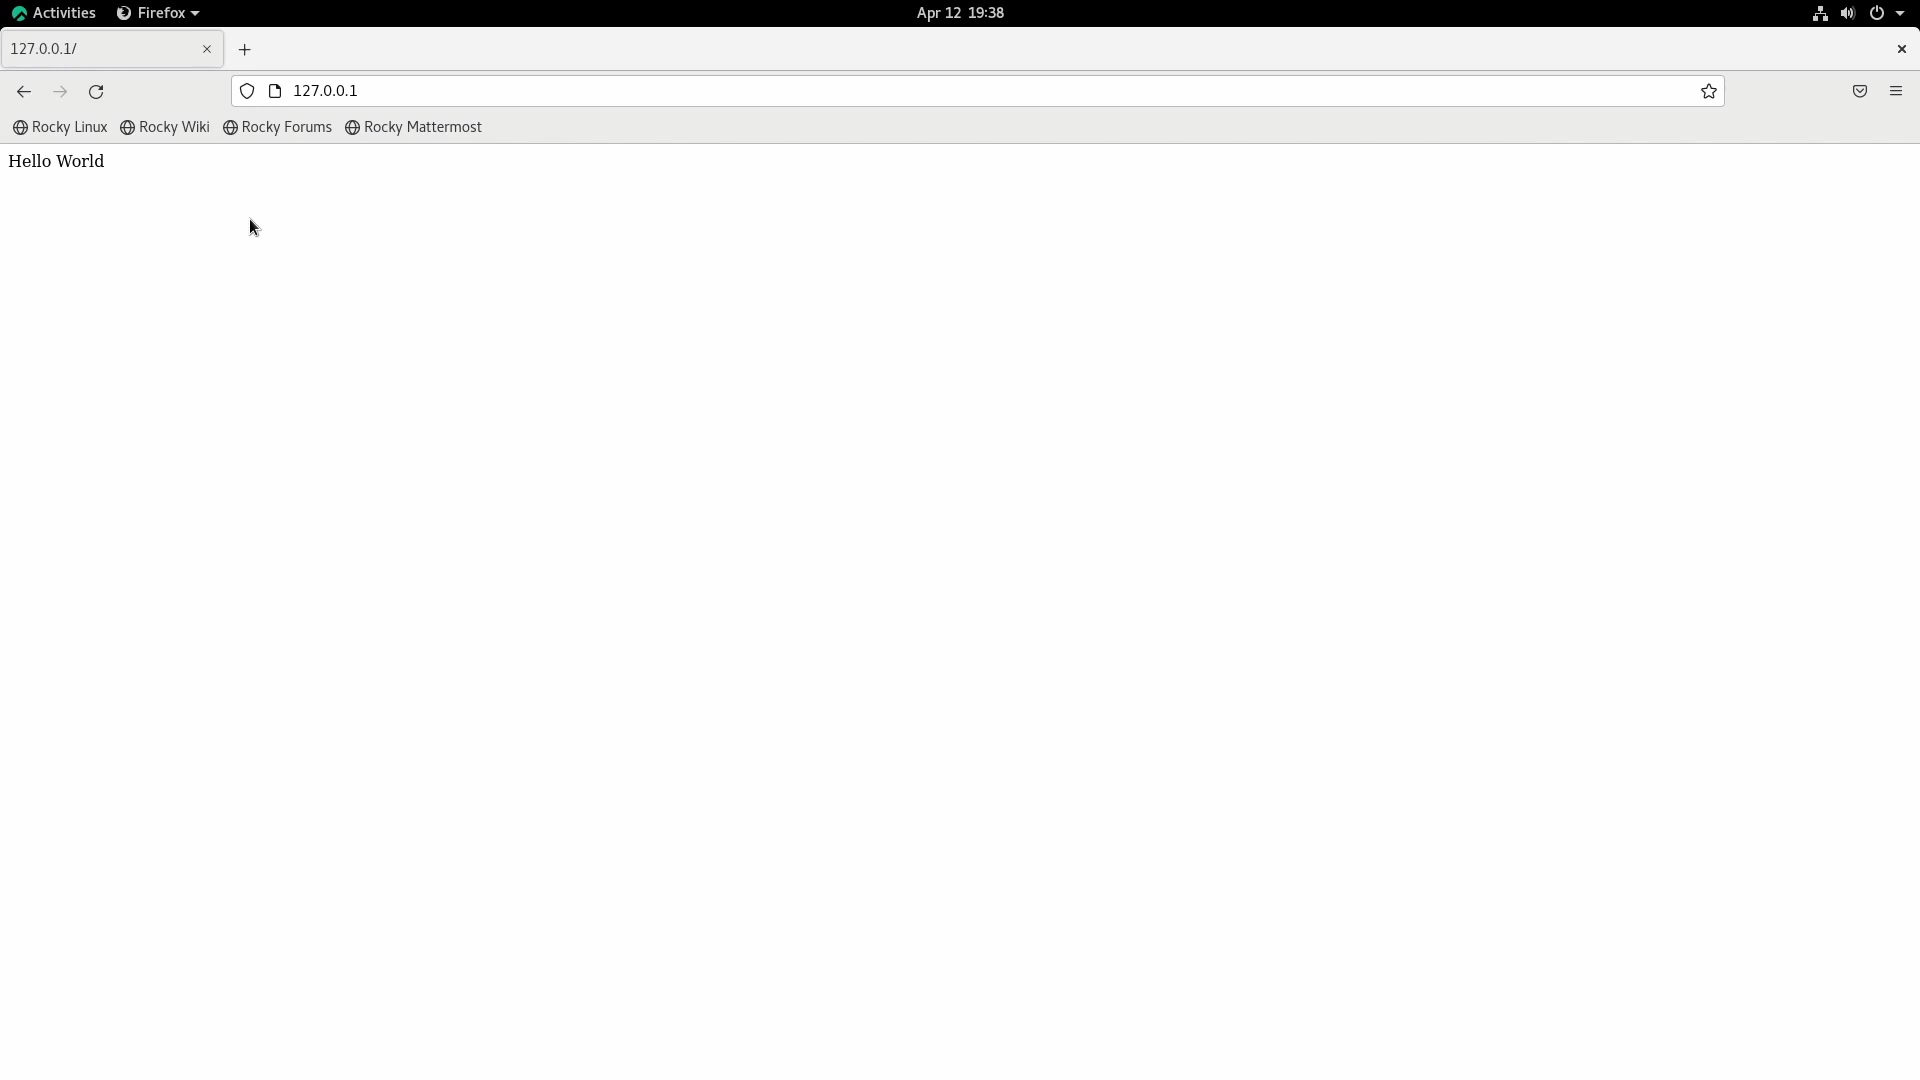 Activities Firefox Apr 12 19:38
127.0.0.1/
127.0.0.1
Rocky Linux Rocky Wiki Rocky Forums Rocky Mattermost
Hello World